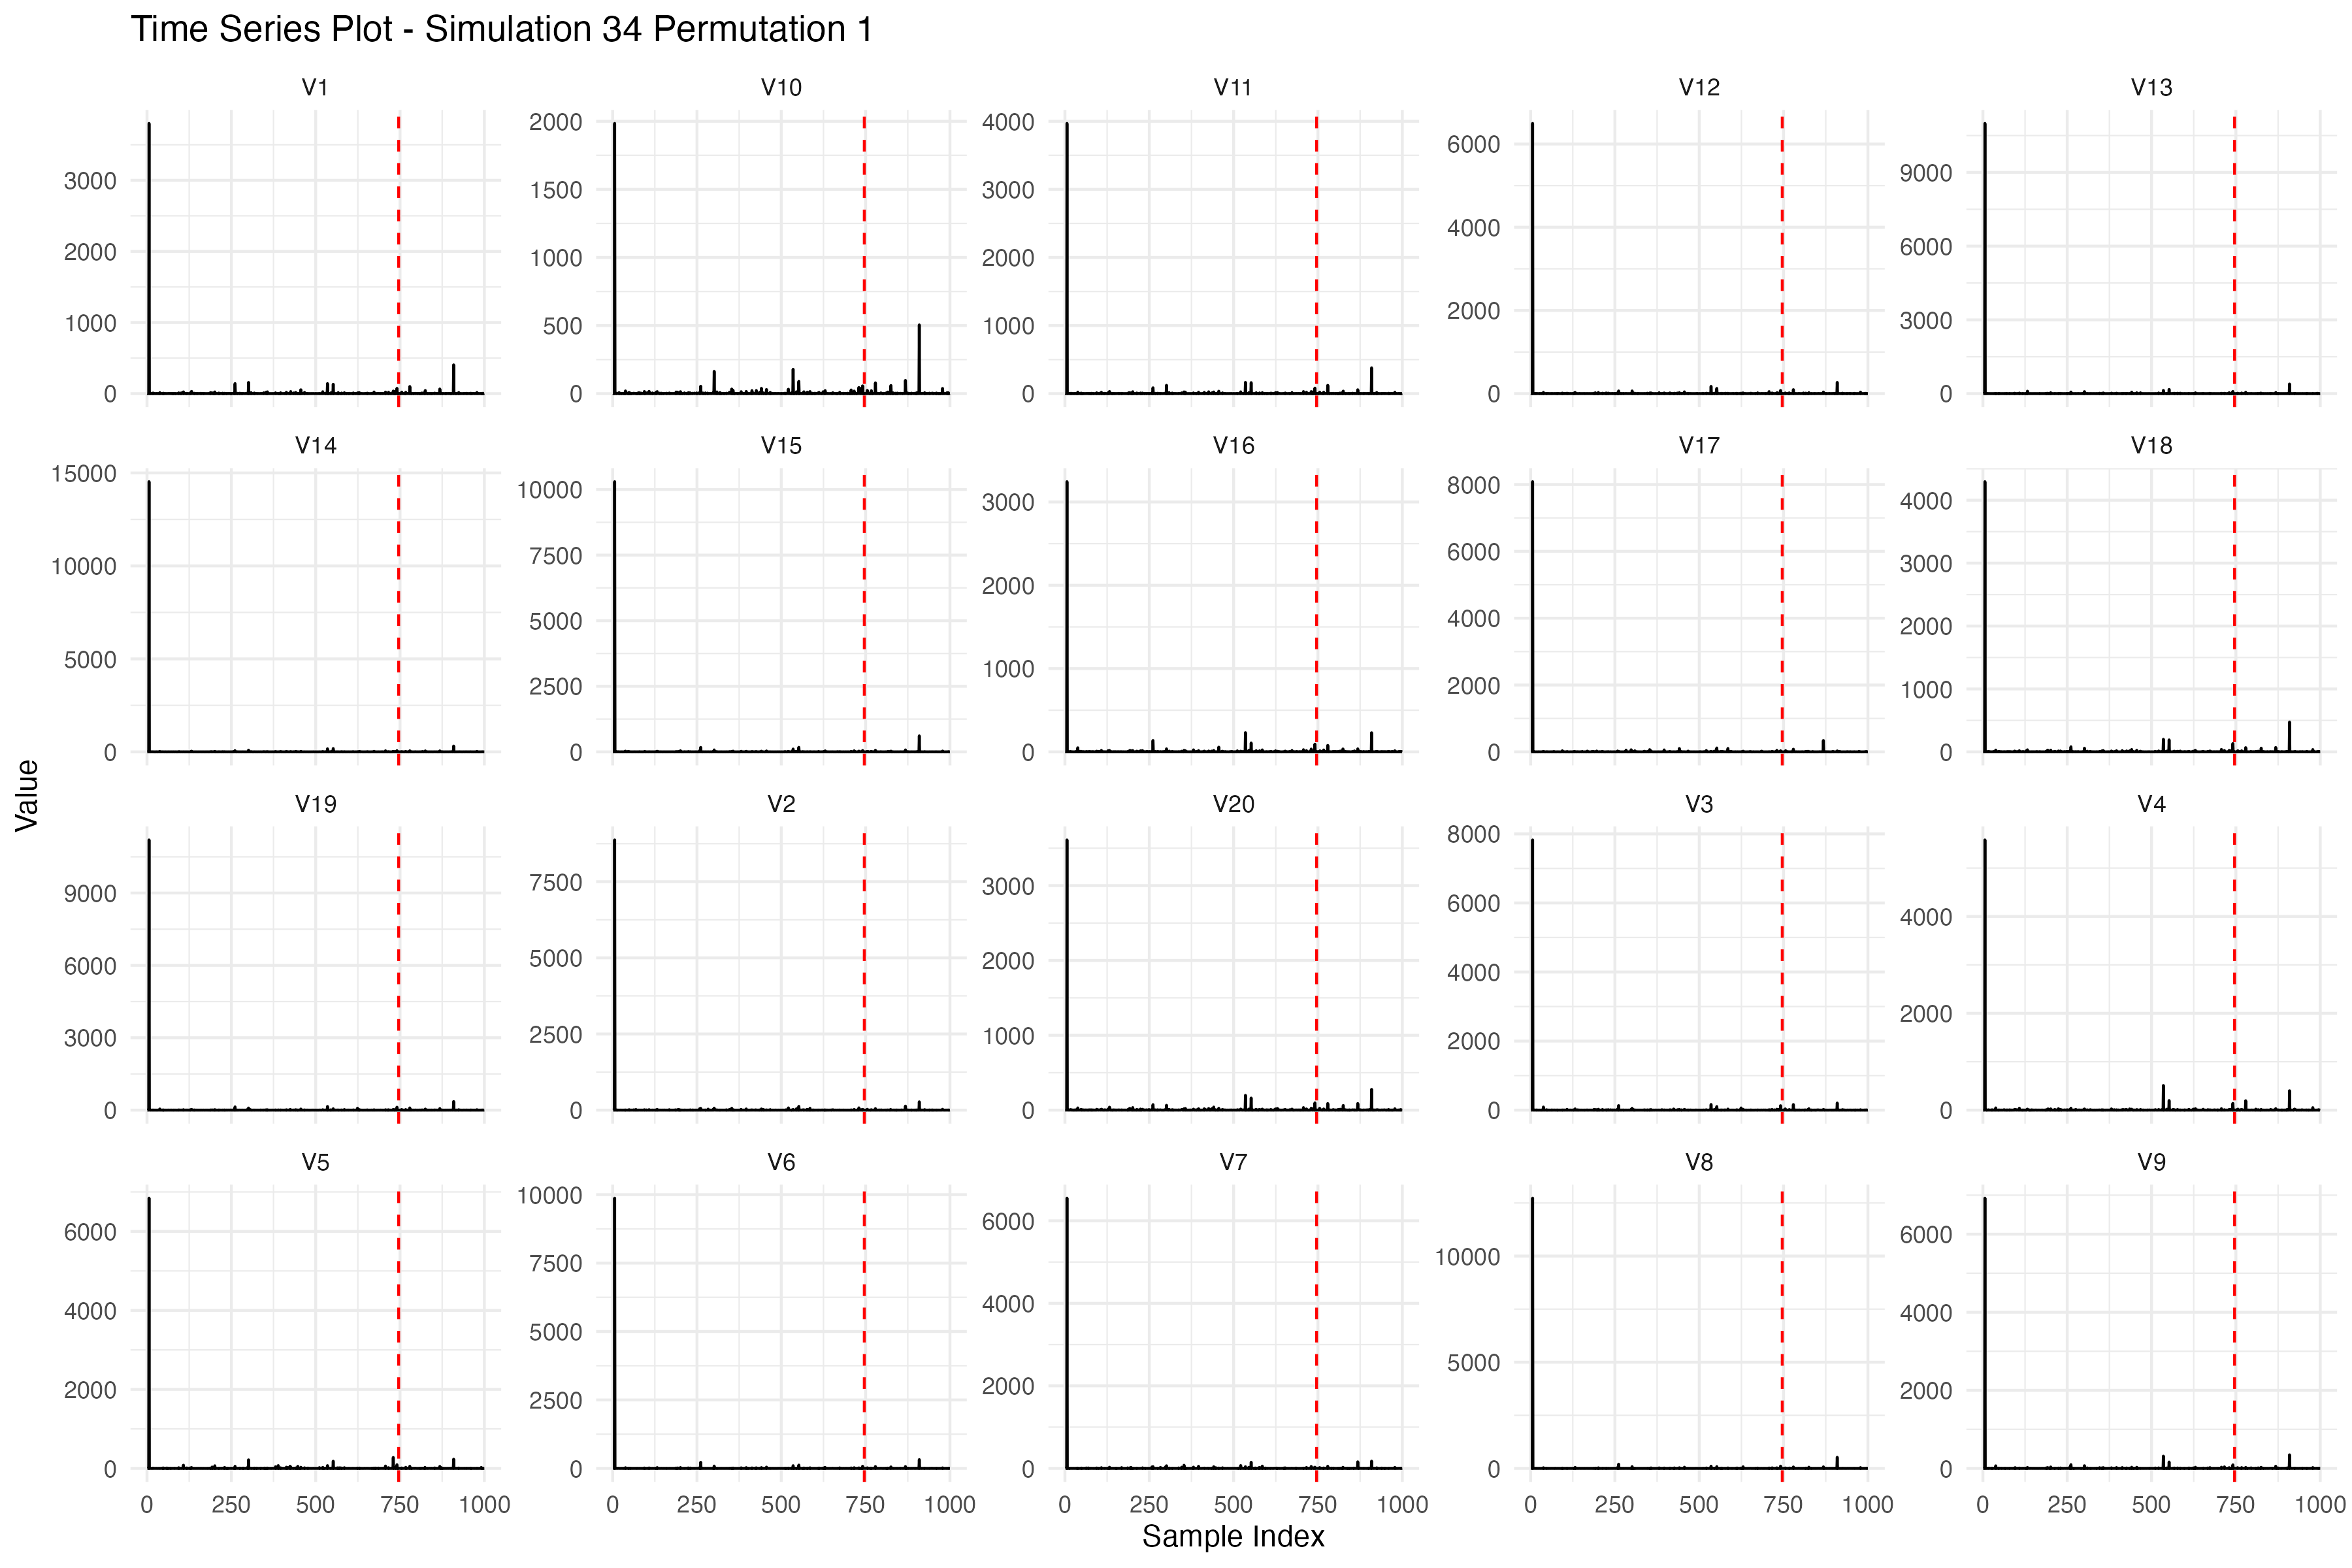 Time Series Plot - Simulation 34 Permutation 1
V1 V10 V11 V12 V13
3000 2000 1000 0
2000 1500 1000 500 0
4000 3000 2000 1000 0
6000 4000 2000 0
9000 6000 3000 0
V14 V15 V16 V17 V18
15000 10000 5000 0
10000 7500 5000 2500 0
3000 2000 1000 0
8000 6000 4000 2000 0
4000 3000 2000 1000 0
Value
V19 V2 V20 V3 V4
9000 6000 3000 0
7500 5000 2500 0
3000 2000 1000 0
8000 6000 4000 2000 0
4000 2000 0
V5 V6 V7 V8 V9
6000 4000 2000 0
10000 7500 5000 2500 0
6000 4000 2000 0
10000 5000 0
6000 4000 2000 0
0 250 500 750 1000 0 250 500 750 1000 0 250 500 750 1000 0 250 500 750 1000 0 250 500 750 1000
Sample Index